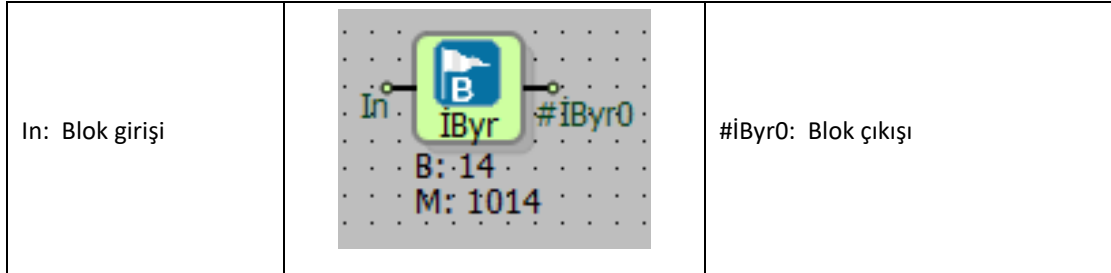 In: Blok girişi
B
In
İByr
#İByr0
B: 14
M: 1014
#İByr0: Blok çıkışı